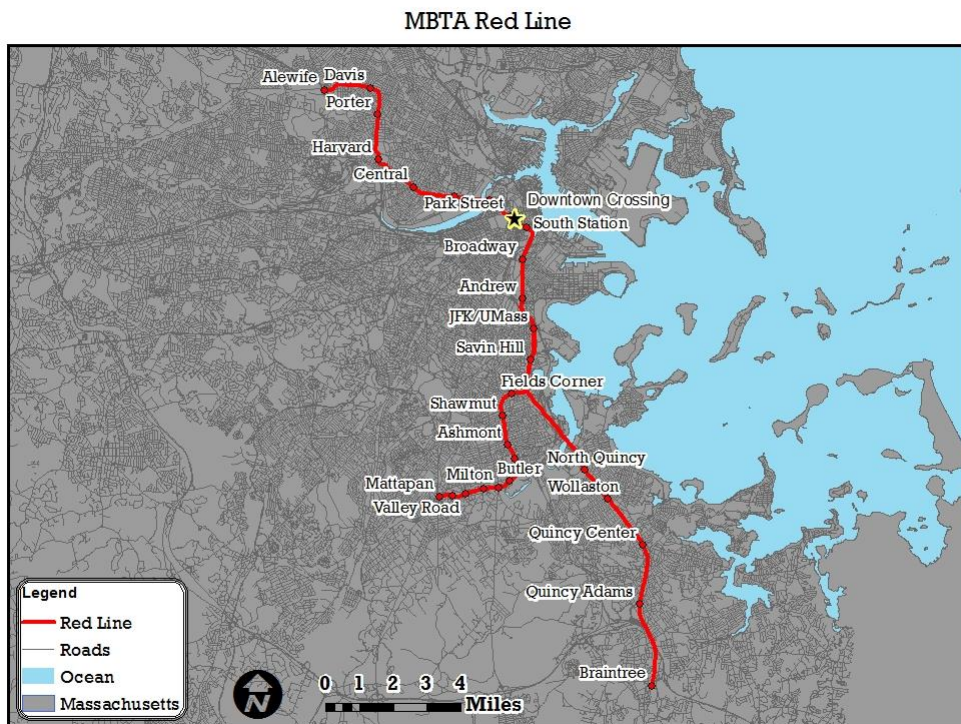 MBTA Red Line
Alewife Davis
Porter
Harvard
Central
Park Street
Downtown Crossing
South Station
Broadway
Andrew
JFK/UMass
Savin Hill
Fields Corner
Shawmut
Ashmont
North Quincy
Butler
Milton
Mattapan
Wollaston
Valley Road
Quincy Center
Quincy Adams
Braintree
Legend
Red Line
Roads
Ocean
Massachusetts
N
0 1 2 3 4
Miles